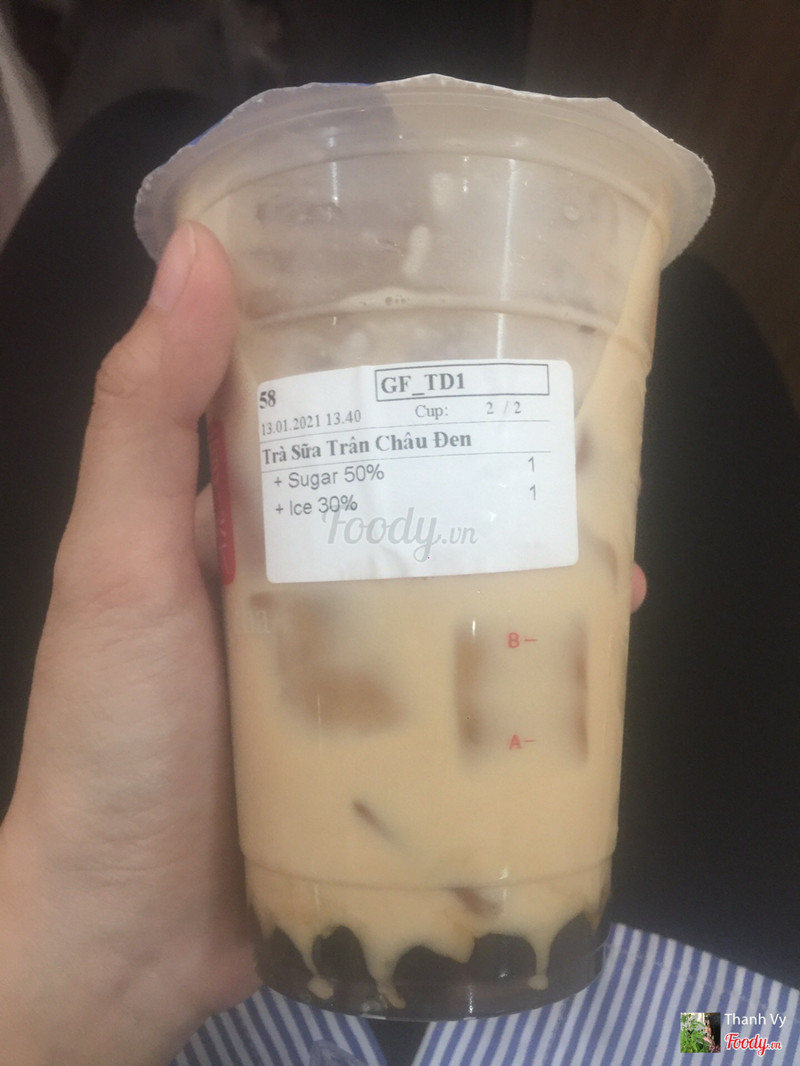 58
GF_TD1
13.01.2021 13.40
Cup: 2 / 2
Trà Sữa Trân Châu Đen
+ Sugar 50% 1
+ Ice 30% 1
Foody.vn
B-
A-
Thanh Vy
Foody.vn